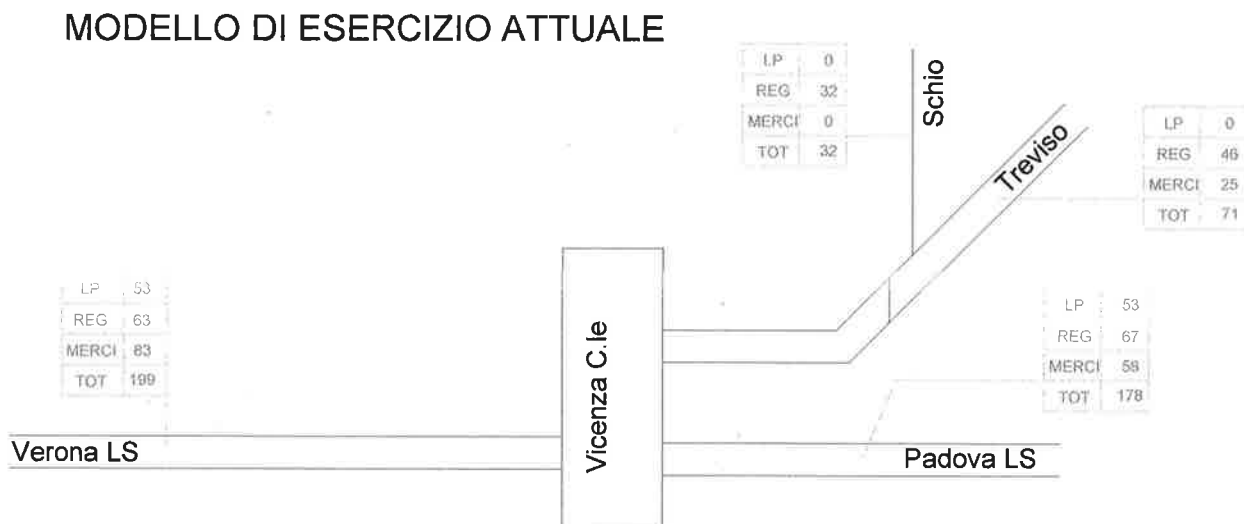 MODELLO DI ESERCIZIO ATTUALE
LP 0
REG 32
MERCI 0
TOT 32
Schio
Treviso
LP 0
REG 46
MERCI 25
TOT 71
LP 53
REG 63
MERCI 83
TOT 199
Vicenza C.le
LP 53
REG 67
MERCI 58
TOT 178
Verona LS
Padova LS